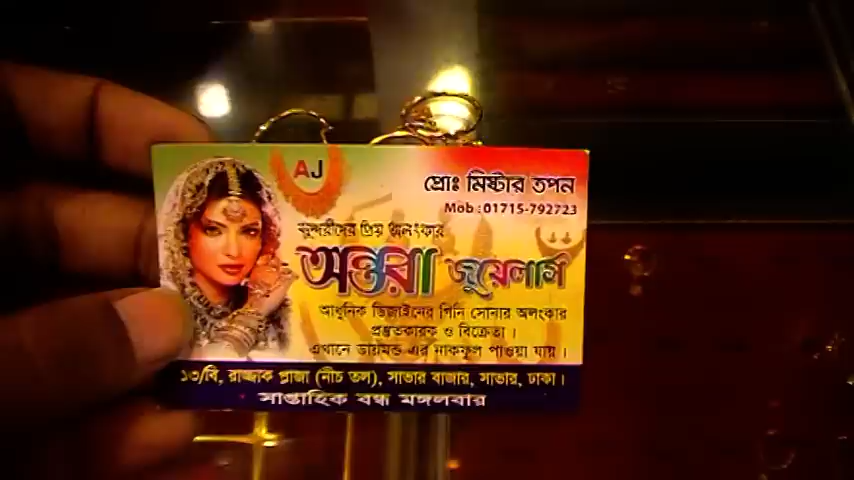 AJ
প্রোঃ মিষ্টার তপন
Mob: 01715-792723
সুন্দরীদের প্রিয় অলংকার
অন্তরা জুয়েলার্স
আধুনিক ডিজাইনের গিনি সোনার অলংকার
প্রস্তুতকারক ও বিক্রেতা।
এখানে ডায়মন্ড এর নাকফুল পাওয়া যায়।
১৩/বি, রাজ্জাক প্লাজা (নীচ তলা), সাভার বাজার, সাভার, ঢাকা।
সাপ্তাহিক বন্ধ মঙ্গলবার